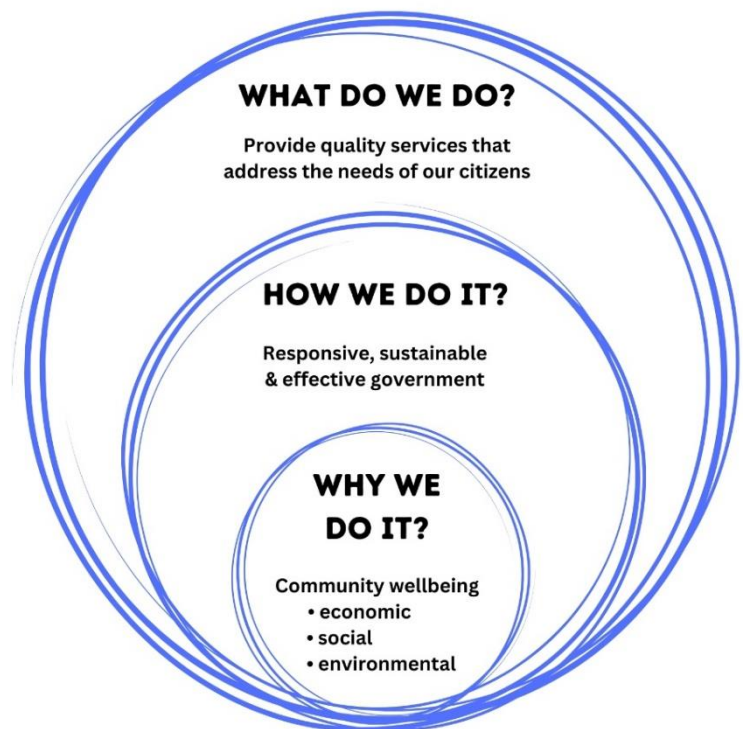 WHAT DO WE DO?
Provide quality services that
address the needs of our citizens
HOW WE DO IT?
Responsive, sustainable
& effective government
WHY WE
DO IT?
Community wellbeing
• economic
• social
• environmental